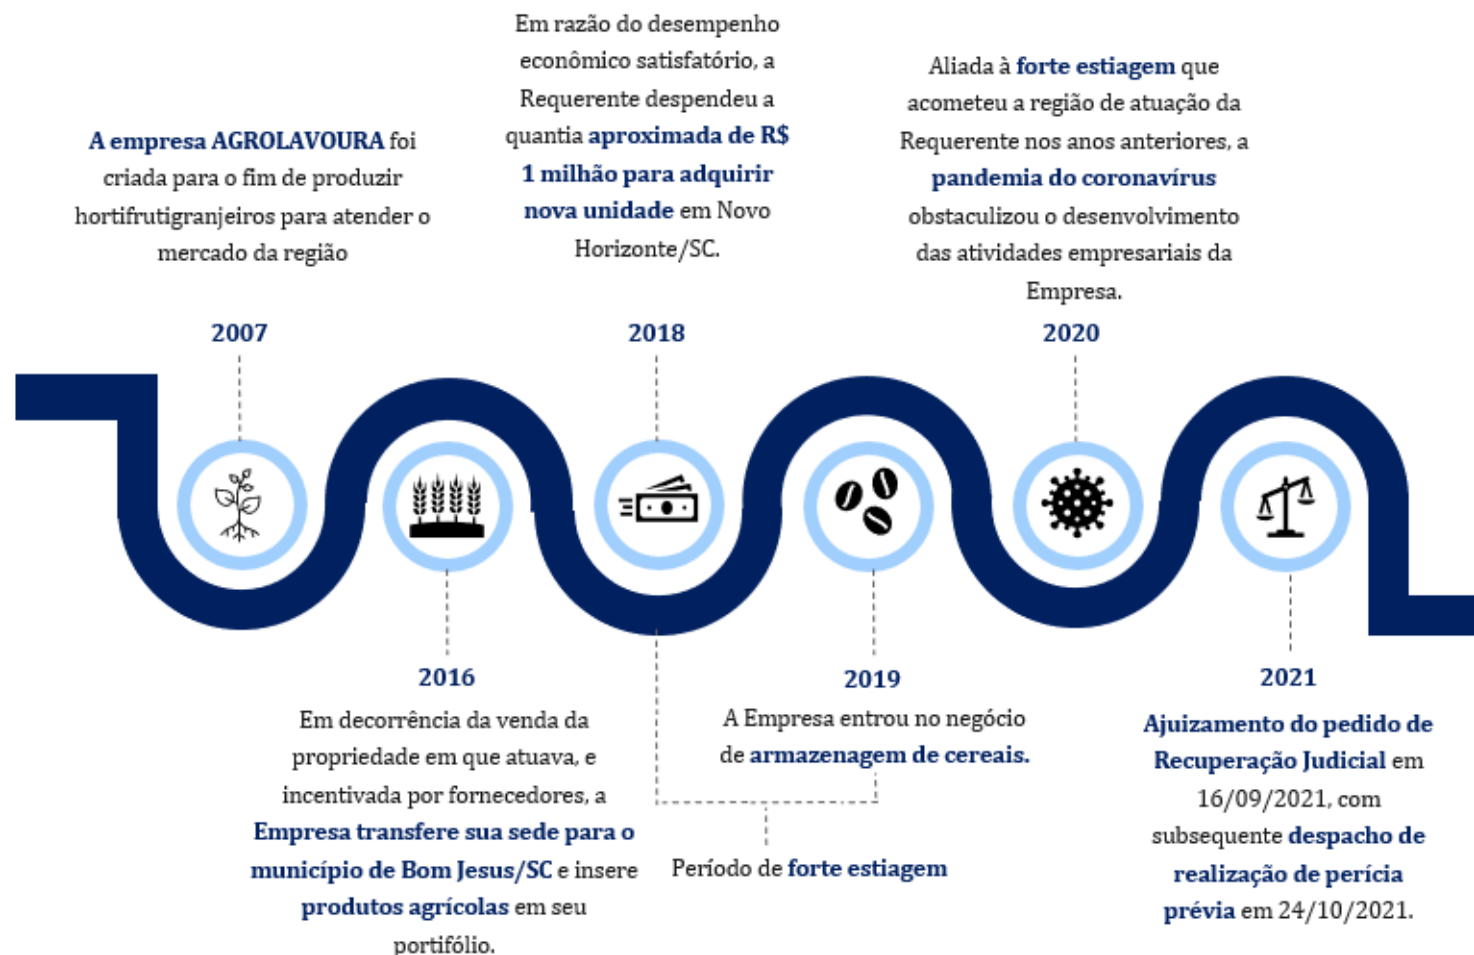 A empresa AGROLAVOURA foi
criada para o fim de produzir
hortifrutigranjeiros para atender o
mercado da região
2007
Em decorrência da venda da
propriedade em que atuava, e
incentivada por fornecedores, a
Empresa transfere sua sede para o
município de Bom Jesus/SC e insere
produtos agrícolas em seu
portifólio.
2016
Em razão do desempenho
econômico satisfatório, a
Requerente despendeu a
quantia aproximada de R$
1 milhão para adquirir
nova unidade em Novo
Horizonte/SC.
2018
2019
A Empresa entrou no negócio
de armazenagem de cereais.
Período de forte estiagem
Aliada à forte estiagem que
acometeu a região de atuação da
Requerente nos anos anteriores, a
pandemia do coronavírus
obstaculizou o desenvolvimento
das atividades empresariais da
Empresa.
2020
2021
Ajuizamento do pedido de
Recuperação Judicial em
16/09/2021, com
subsequente despacho de
realização de perícia
prévia em 24/10/2021.